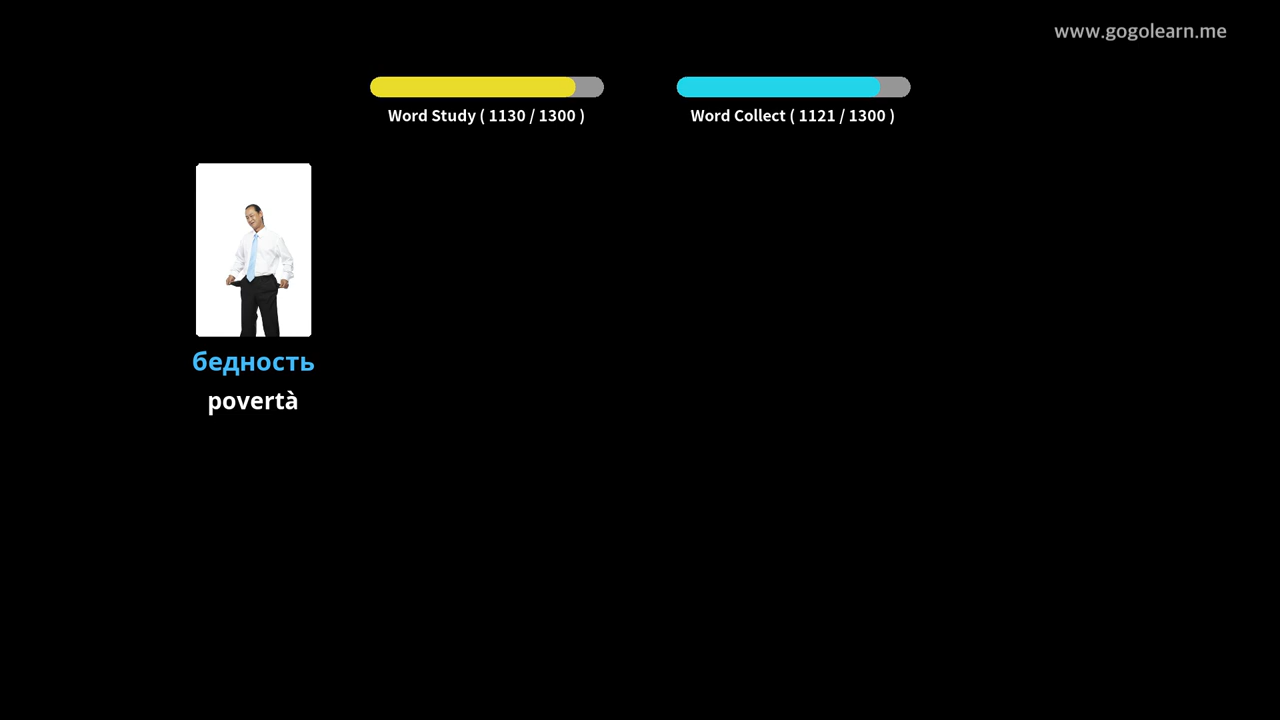 www.gogolearn.me
Word Study ( 1130 / 1300 )
Word Collect ( 1121 / 1300 )
бедность
povertà